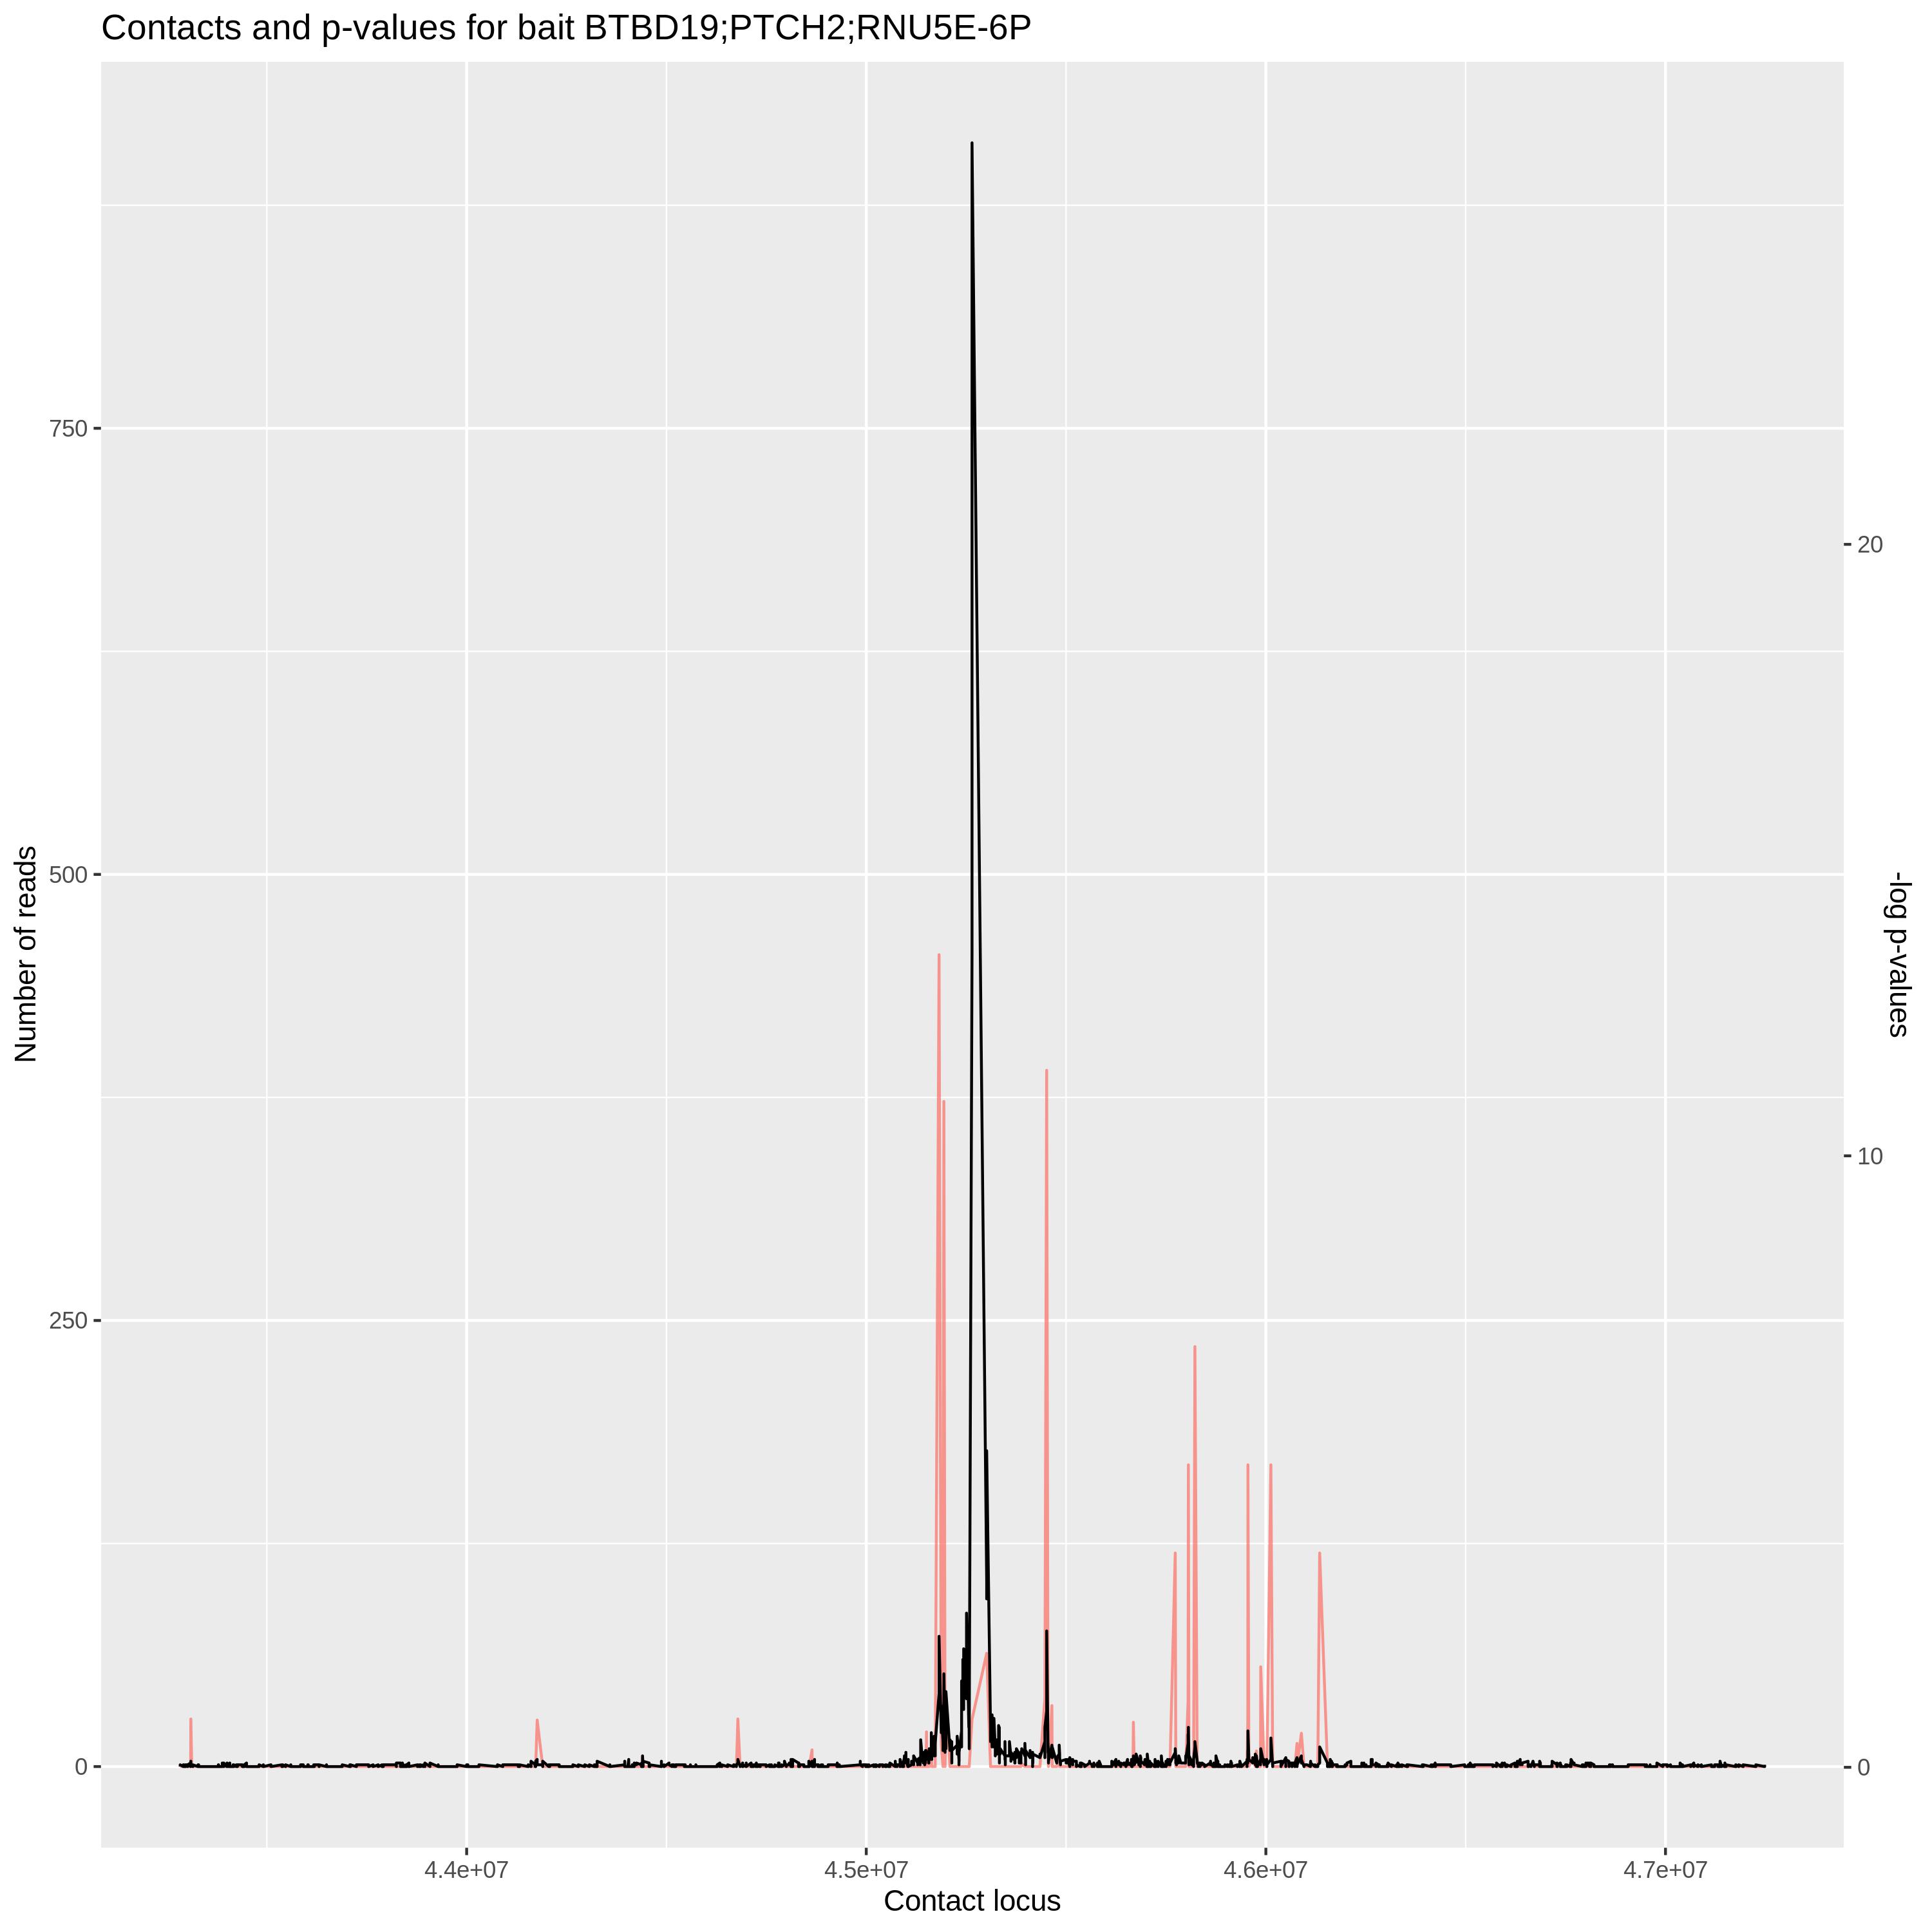 Contacts and p-values for bait BTBD19;PTCH2;RNU5E-6P
750
500
250
0
Number of reads
20
10
0
-log p-values
4.4e+07
4.5e+07
4.6e+07
4.7e+07
Contact locus